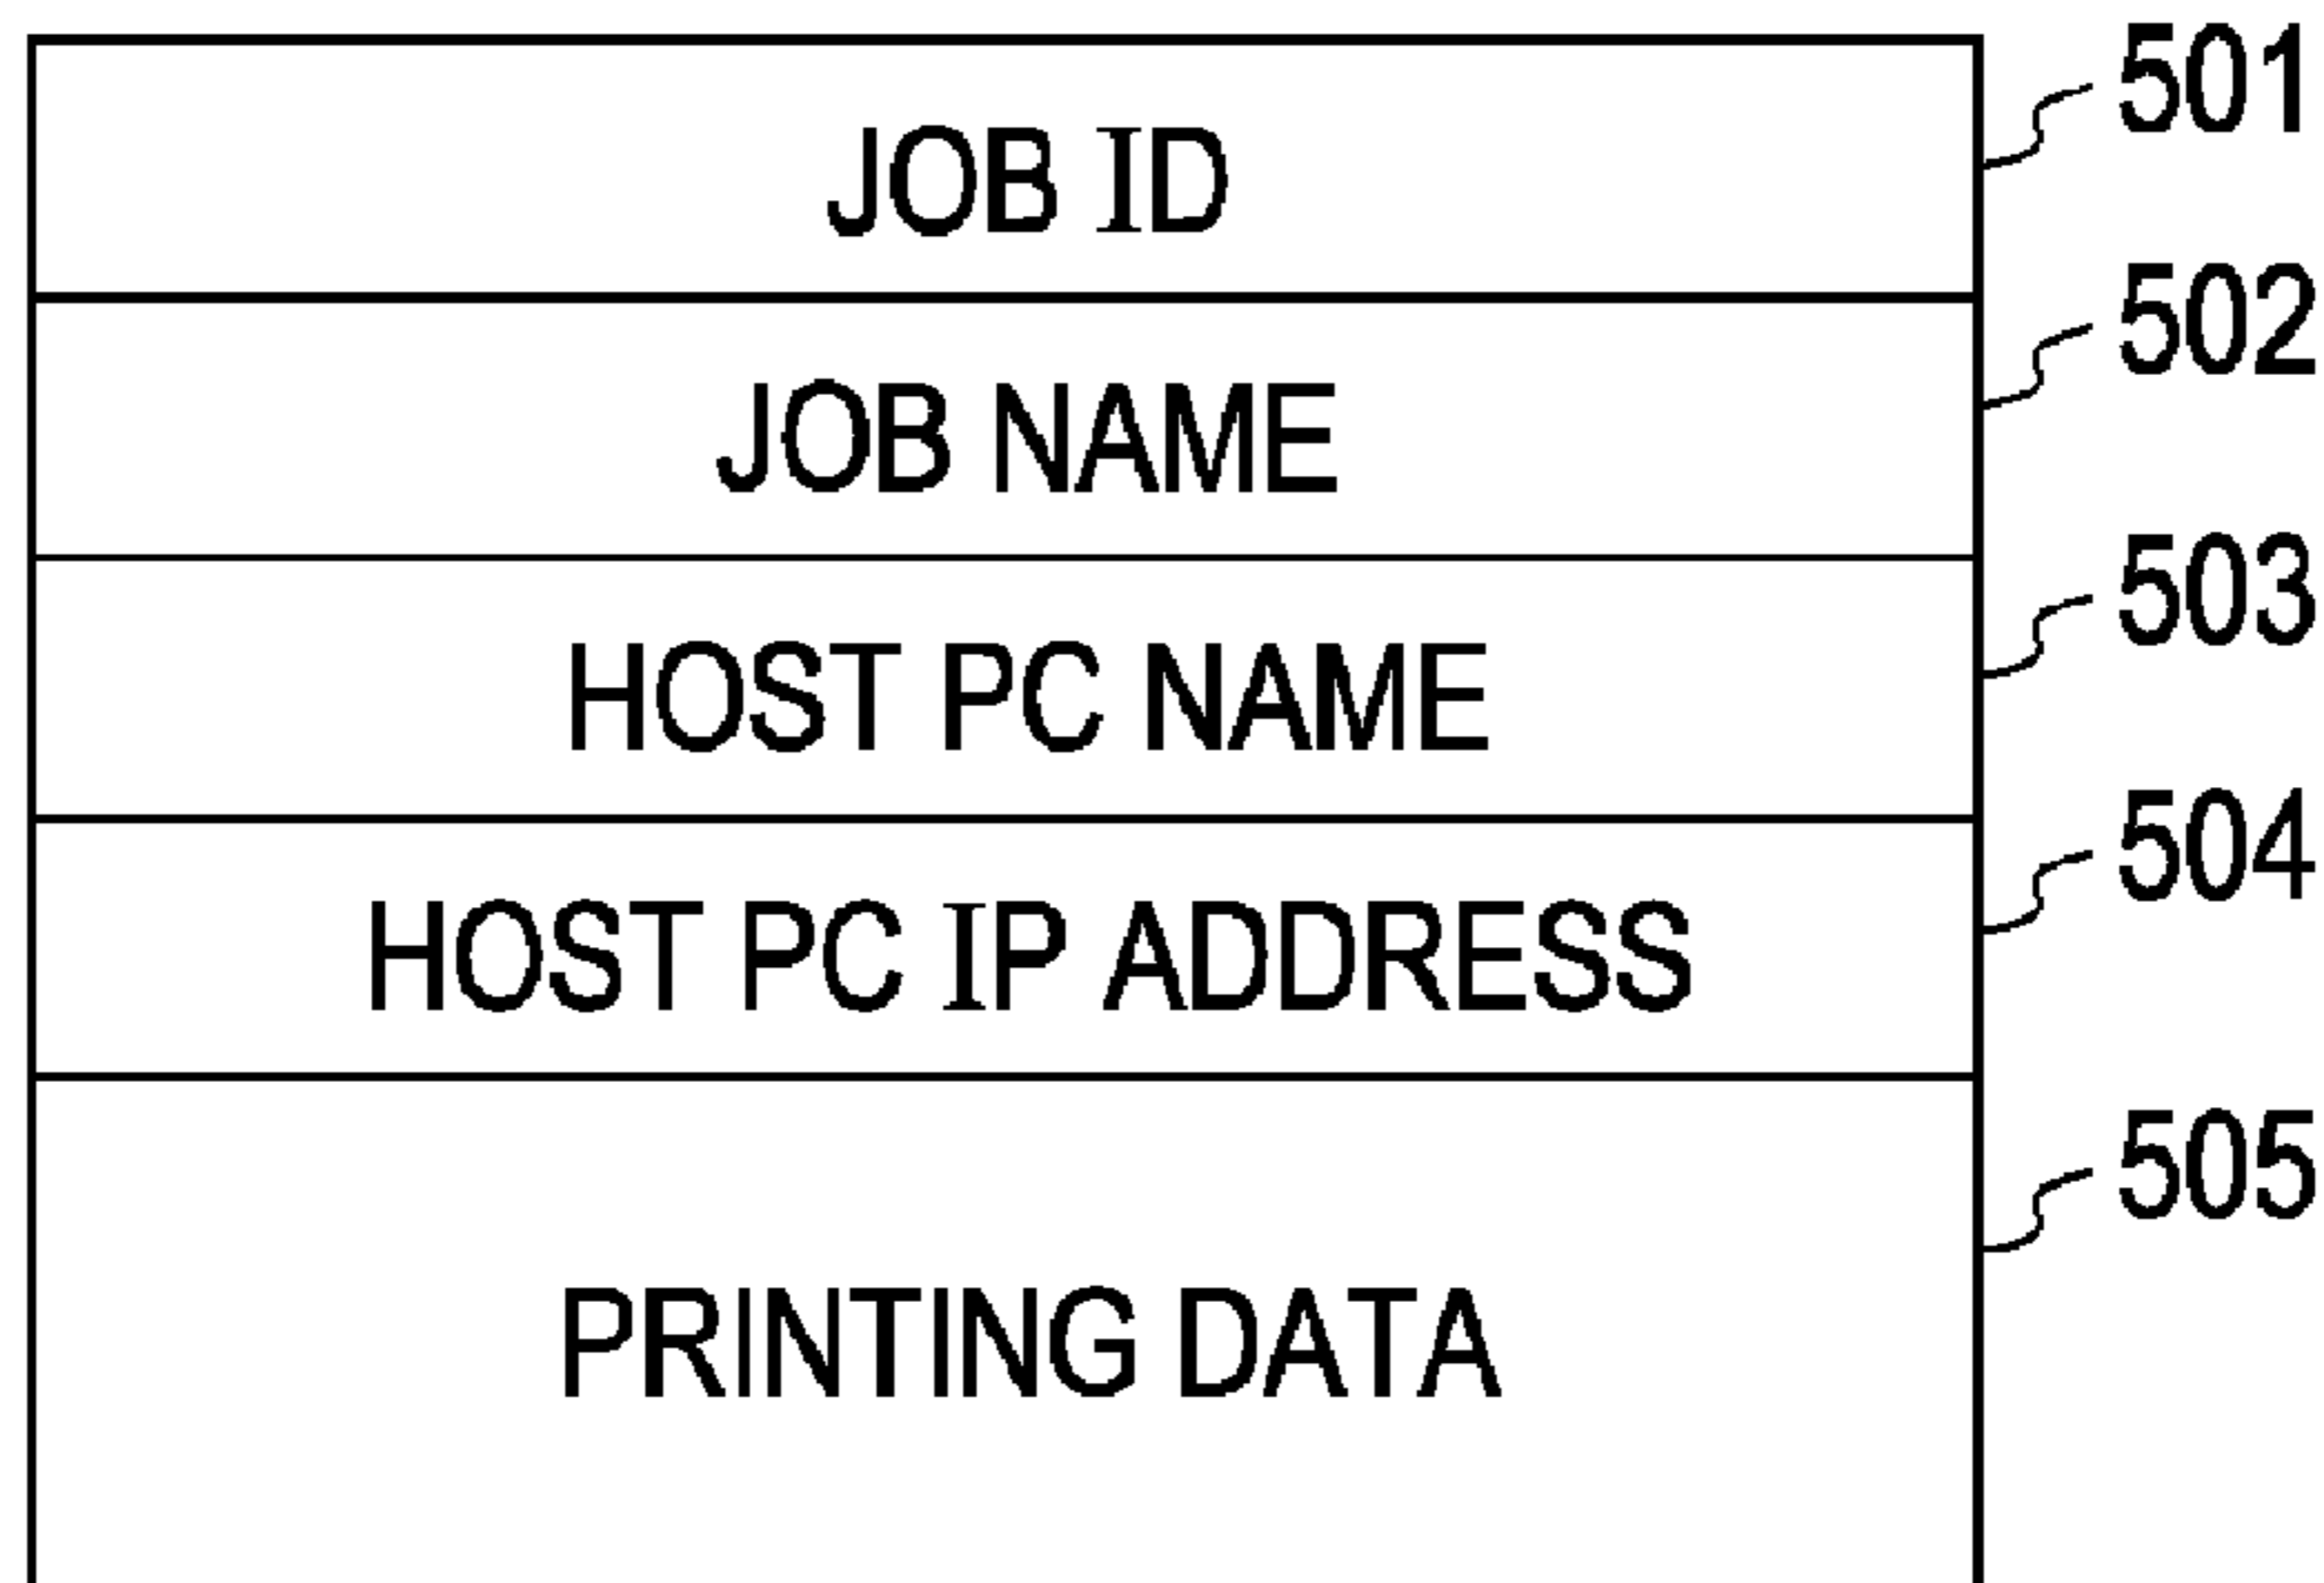 JOB ID 501
JOB NAME 502
HOST PC NAME 503
HOST PC IP ADDRESS 504
PRINTING DATA 505